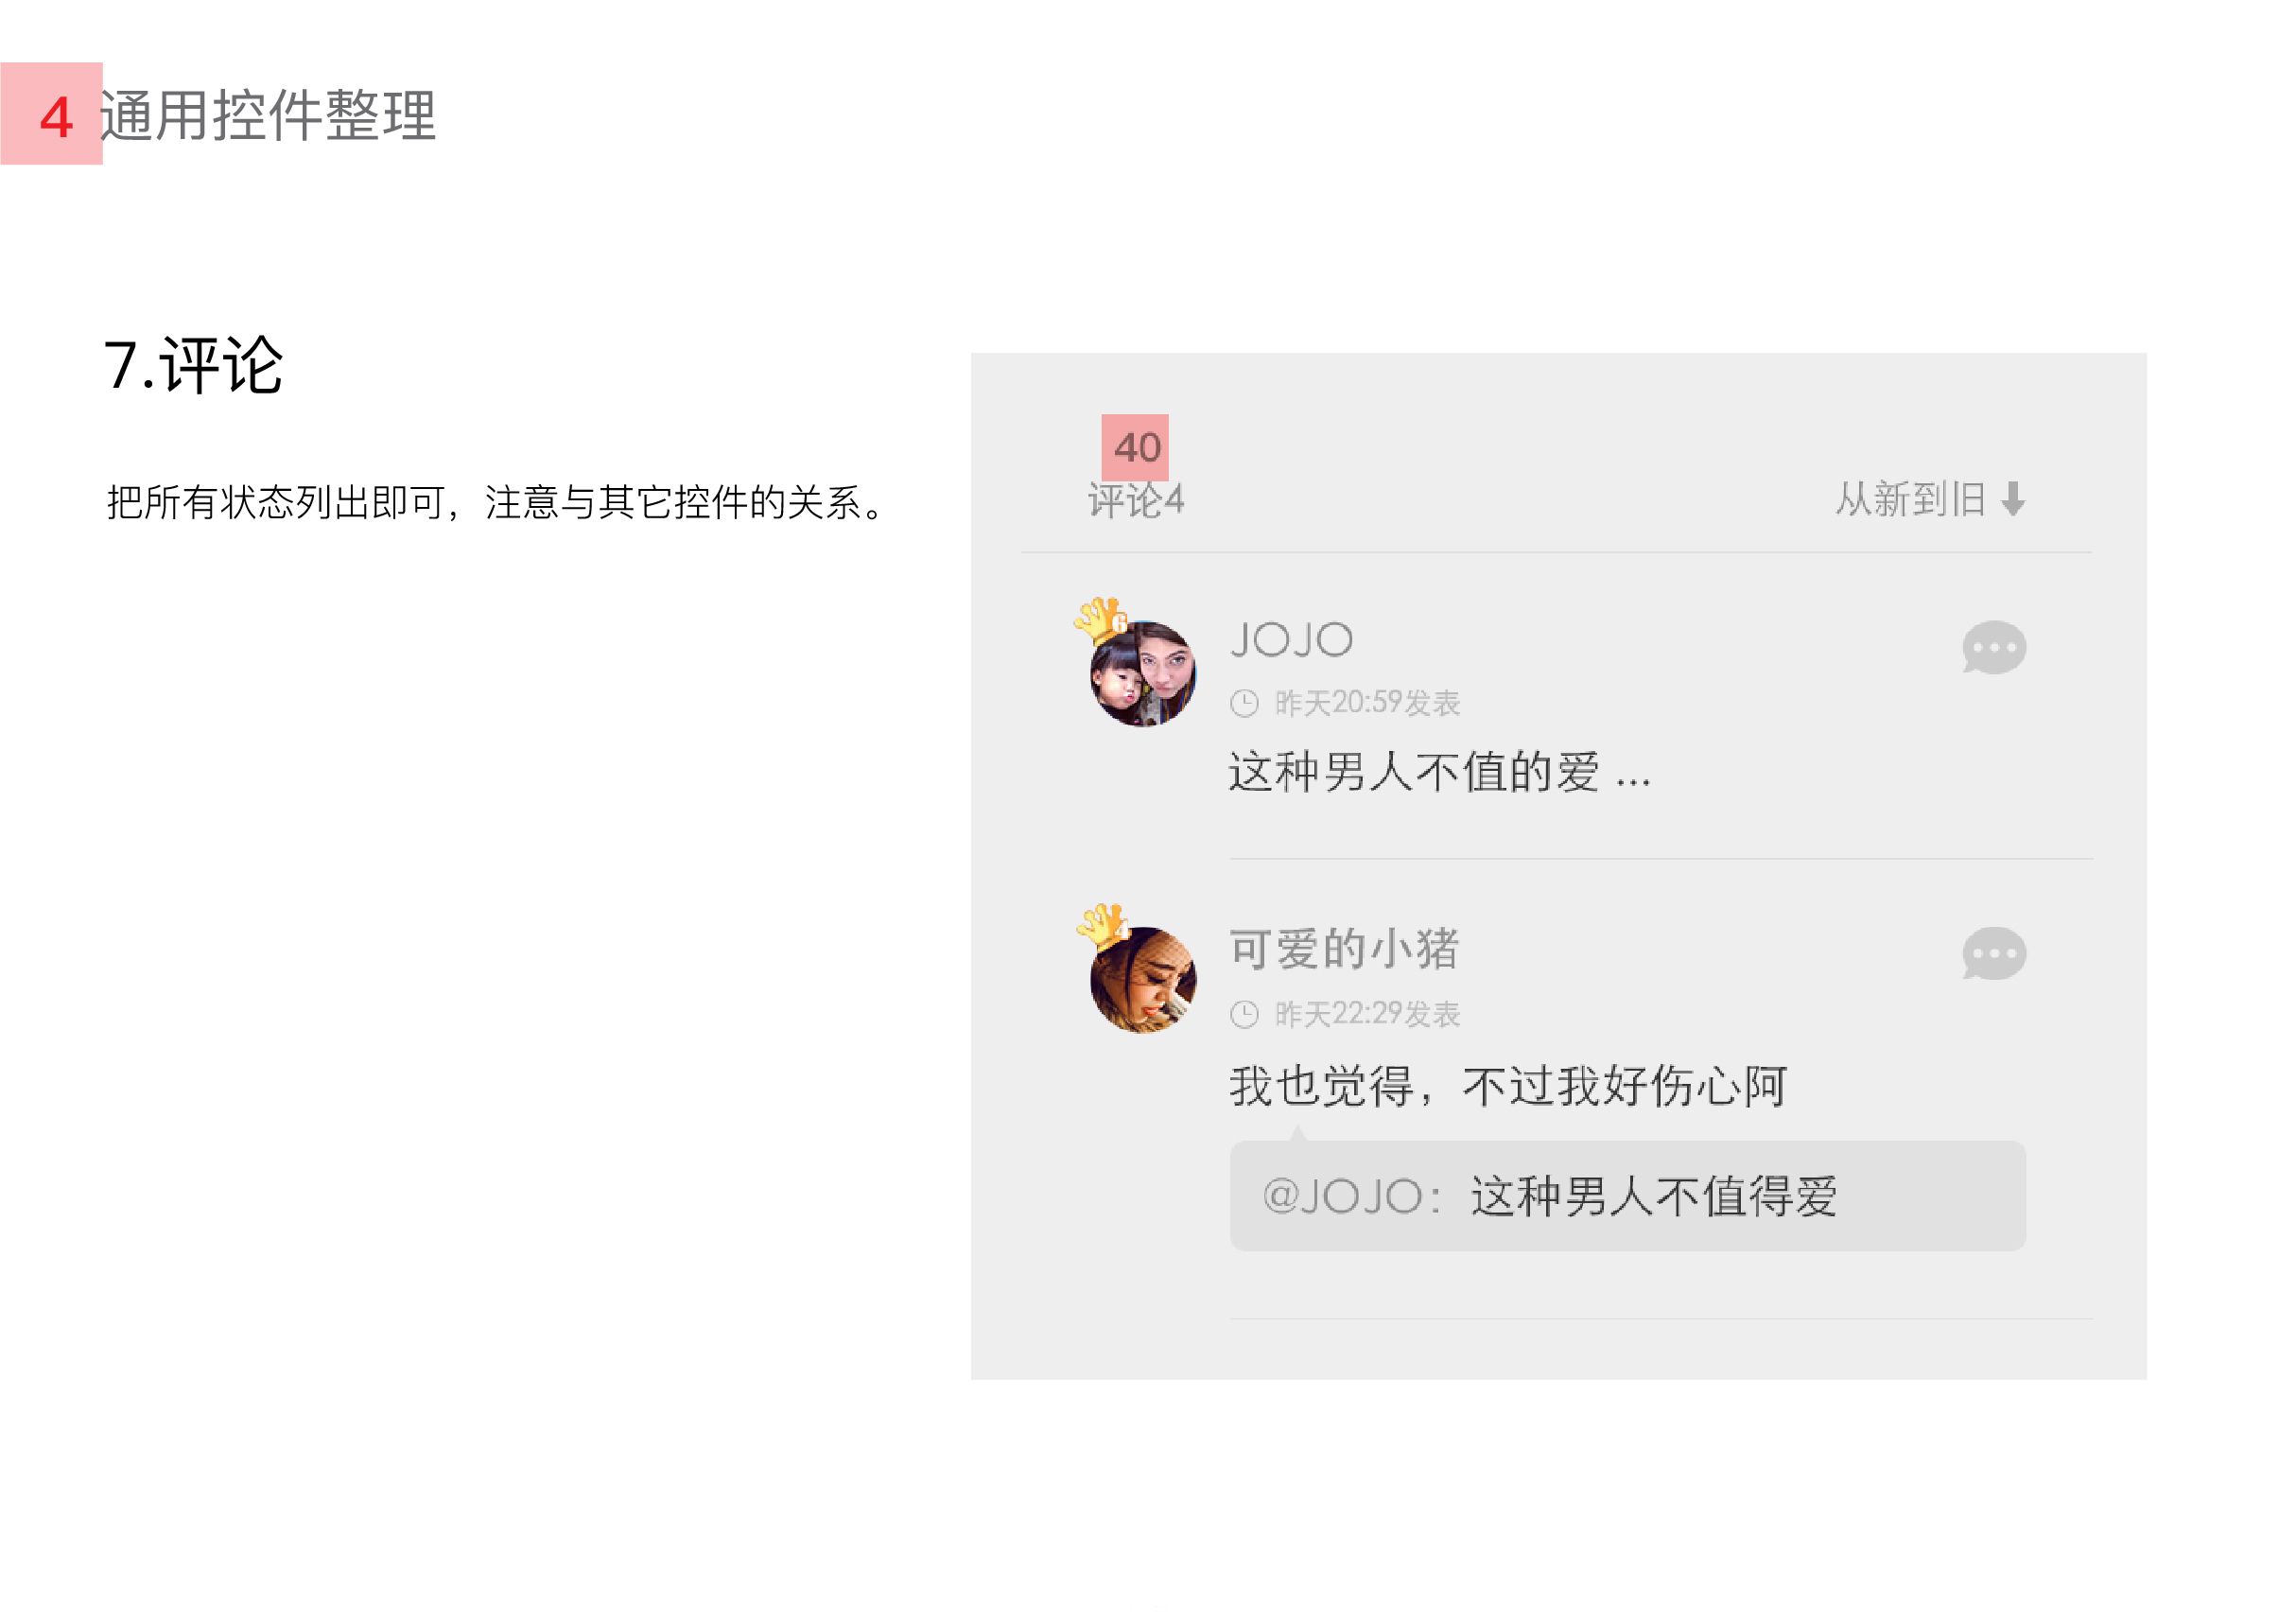 4 通用控件整理
7.评论
把所有状态列出即可，注意与其它控件的关系。
40
评论4
从新到旧
6
JOJO
昨天20:59发表
这种男人不值的爱 ...
4
可爱的小猪
昨天22:29发表
我也觉得，不过我好伤心阿
@JOJO：这种男人不值得爱